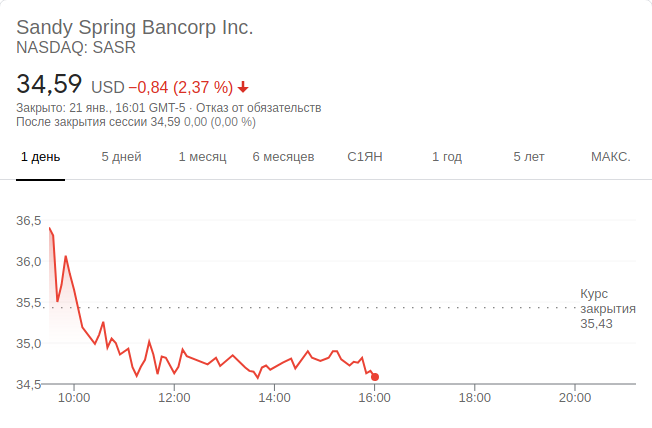 Sandy Spring Bancorp Inc.
NASDAQ: SASR
34,59 USD −0,84 (2,37 %)
Закрыто: 21 янв., 16:01 GMT-5 · Отказ от обязательств
После закрытия сессии 34,59 0,00 (0,00 %)
1 день 5 дней 1 месяц 6 месяцев С1ЯН 1 год 5 лет МАКС.
36,5
36,0
35,5
35,0
34,5
Курс
закрытия
35,43
10:00 12:00 14:00 16:00 18:00 20:00